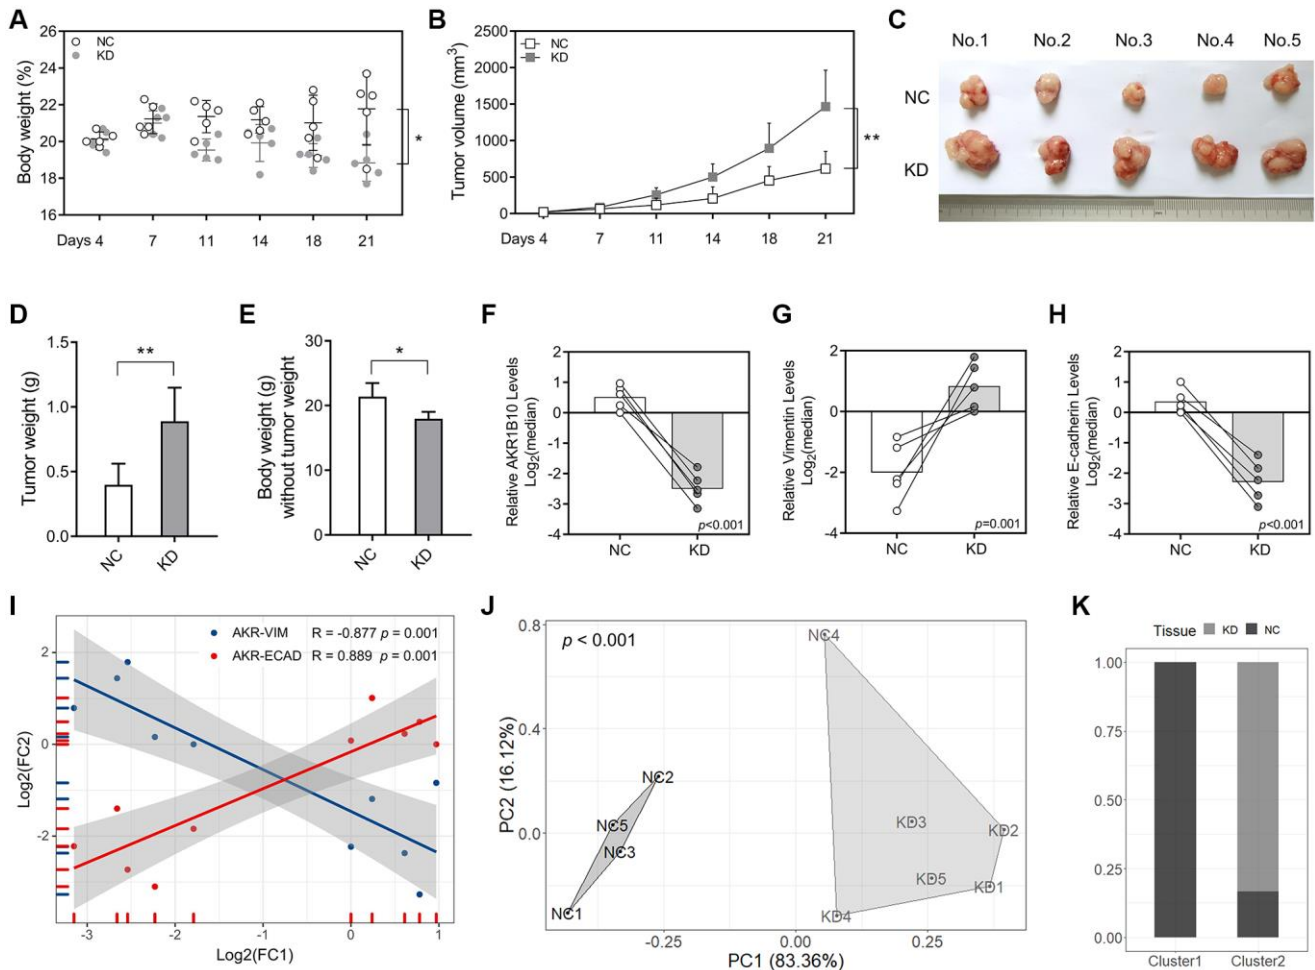 A
Body weight (%)
26
24
22
20
18
16
NC
KD
*
Days 4 7 11 14 18 21
B
Tumor volume (mm³)
2500
2000
1500
1000
500
0
NC
KD
**
Days 4 7 11 14 18 21
C
No.1 No.2 No.3 No.4 No.5
NC
KD
D
Tumor weight (g)
1.5
1.0
0.5
0.0
**
NC KD
E
Body weight (g)
without tumor weight
30
20
10
0
*
NC KD
F
Relative AKR1B10 Levels
Log₂(median)
2
1
0
-1
-2
-3
-4
p<0.001
NC KD
G
Relative Vimentin Levels
Log₂(median)
2
0
-2
-4
p=0.001
NC KD
H
Relative E-cadherin Levels
Log₂(median)
2
1
0
-1
-2
-3
-4
p<0.001
NC KD
I
AKR-VIM R = -0.877 p = 0.001
AKR-ECAD R = 0.889 p = 0.001
Log2(FC2)
2
0
-2
-3 -2 -1 0 1
Log2(FC1)
J
p < 0.001
PC2 (16.12%)
0.8
0.4
0.0
NC4
NC2
NC5
NC3
NC1
KD3
KD2
KD5
KD1
KD4
-0.25 0.00 0.25
PC1 (83.36%)
K
Tissue KD NC
1.00
0.75
0.50
0.25
0.00
Cluster1 Cluster2